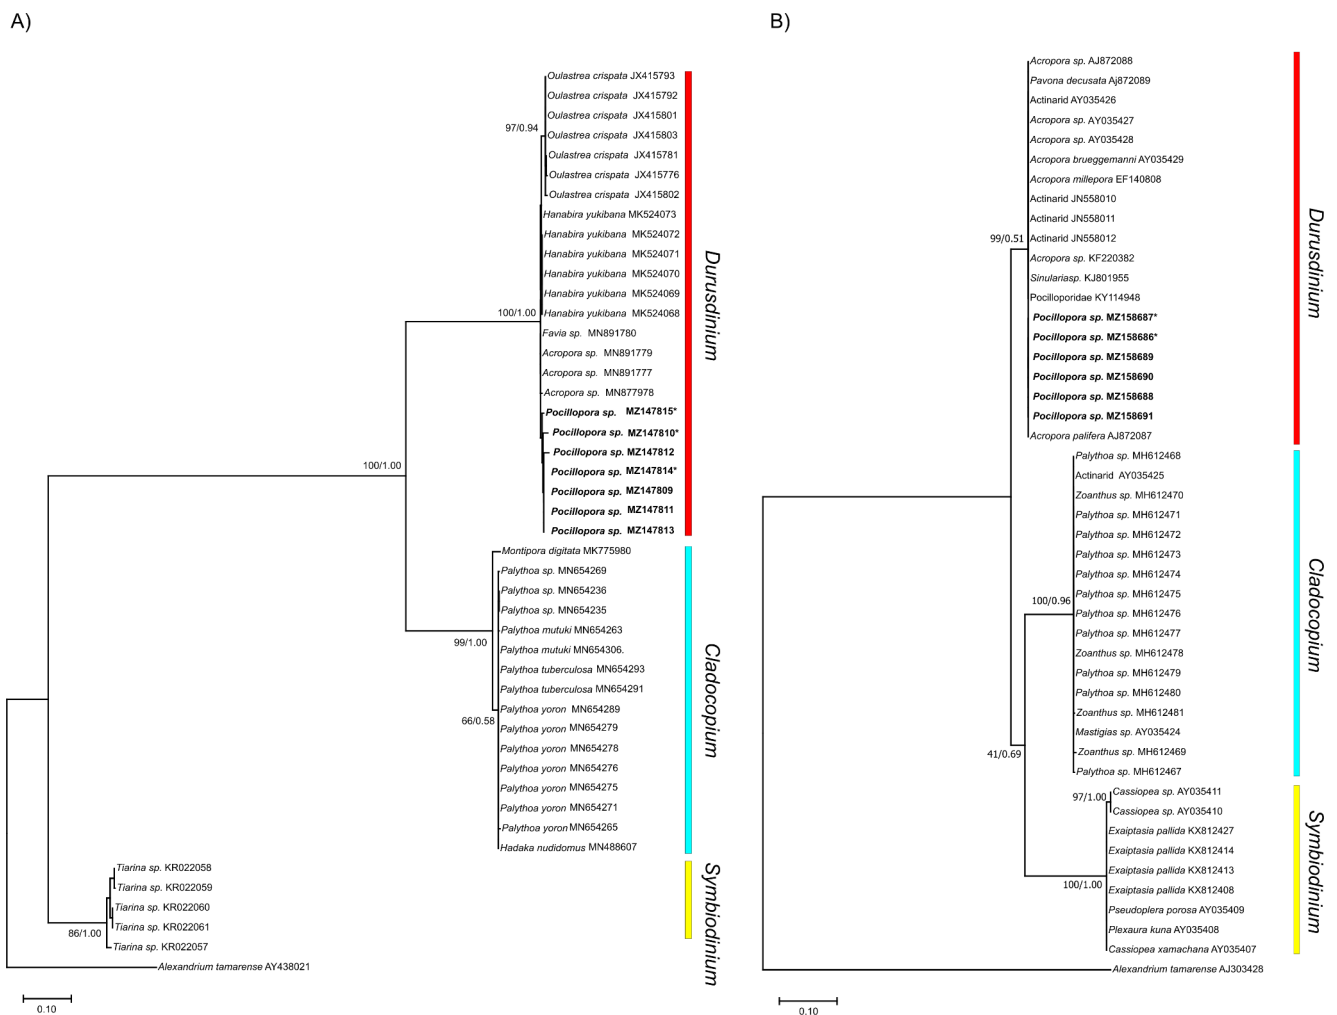 A)
Oulastrea crispata JX415793
Oulastrea crispata JX415792
Oulastrea crispata JX415801
Oulastrea crispata JX415803
97/0.94
Oulastrea crispata JX415781
Oulastrea crispata JX415776
Oulastrea crispata JX415802
Hanabira yukibana MK524073
Hanabira yukibana MK524072
Hanabira yukibana MK524071
Hanabira yukibana MK524070
Hanabira yukibana MK524069
Hanabira yukibana MK524068
100/1.00
Favia sp. MN891780
Acropora sp. MN891779
Acropora sp. MN891777
Acropora sp. MN877978
Pocillopora sp. MZ147815*
Pocillopora sp. MZ147810*
Pocillopora sp. MZ147812
Pocillopora sp. MZ147814*
Pocillopora sp. MZ147809
Pocillopora sp. MZ147811
Pocillopora sp. MZ147813
Durusdinium
100/1.00
Montipora digitata MK775980
Palythoa sp. MN654269
Palythoa sp. MN654236
Palythoa sp. MN654235
Palythoa mutuki MN654263
Palythoa mutuki MN654306.
99/1.00
Palythoa tuberculosa MN654293
Palythoa tuberculosa MN654291
Palythoa yoron MN654289
66/0.58
Palythoa yoron MN654279
Palythoa yoron MN654278
Palythoa yoron MN654276
Palythoa yoron MN654275
Palythoa yoron MN654271
Palythoa yoron MN654265
Hadaka nudidomus MN488607
Cladocopium
Tiarina sp. KR022058
Tiarina sp. KR022059
Tiarina sp. KR022060
Tiarina sp. KR022061
86/1.00
Tiarina sp. KR022057
Symbiodinium
Alexandrium tamarense AY438021
0.10
B)
Acropora sp. AJ872088
Pavona decusata Aj872089
Actinarid AY035426
Acropora sp. AY035427
Acropora sp. AY035428
Acropora brueggemanni AY035429
Acropora millepora EF140808
Actinarid JN558010
Actinarid JN558011
Actinarid JN558012
99/0.51
Acropora sp. KF220382
Sinulariasp. KJ801955
Pocilloporidae KY114948
Pocillopora sp. MZ158687*
Pocillopora sp. MZ158686*
Pocillopora sp. MZ158689
Pocillopora sp. MZ158690
Pocillopora sp. MZ158688
Pocillopora sp. MZ158691
Acropora palifera AJ872087
Durusdinium
Palythoa sp. MH612468
Actinarid AY035425
Zoanthus sp. MH612470
Palythoa sp. MH612471
Palythoa sp. MH612472
Palythoa sp. MH612473
Palythoa sp. MH612474
Palythoa sp. MH612475
100/0.96
Palythoa sp. MH612476
Palythoa sp. MH612477
Zoanthus sp. MH612478
Palythoa sp. MH612479
Palythoa sp. MH612480
Zoanthus sp. MH612481
Mastigias sp. AY035424
Zoanthus sp. MH612469
Palythoa sp. MH612467
Cladocopium
41/0.69
Cassiopea sp. AY035411
97/1.00
Cassiopea sp. AY035410
Exaiptasia pallida KX812427
Exaiptasia pallida KX812414
Exaiptasia pallida KX812413
100/1.00
Exaiptasia pallida KX812408
Pseudoplera porosa AY035409
Plexaura kuna AY035408
Cassiopea xamachana AY035407
Symbiodinium
Alexandrium tamarense AJ303428
0.10